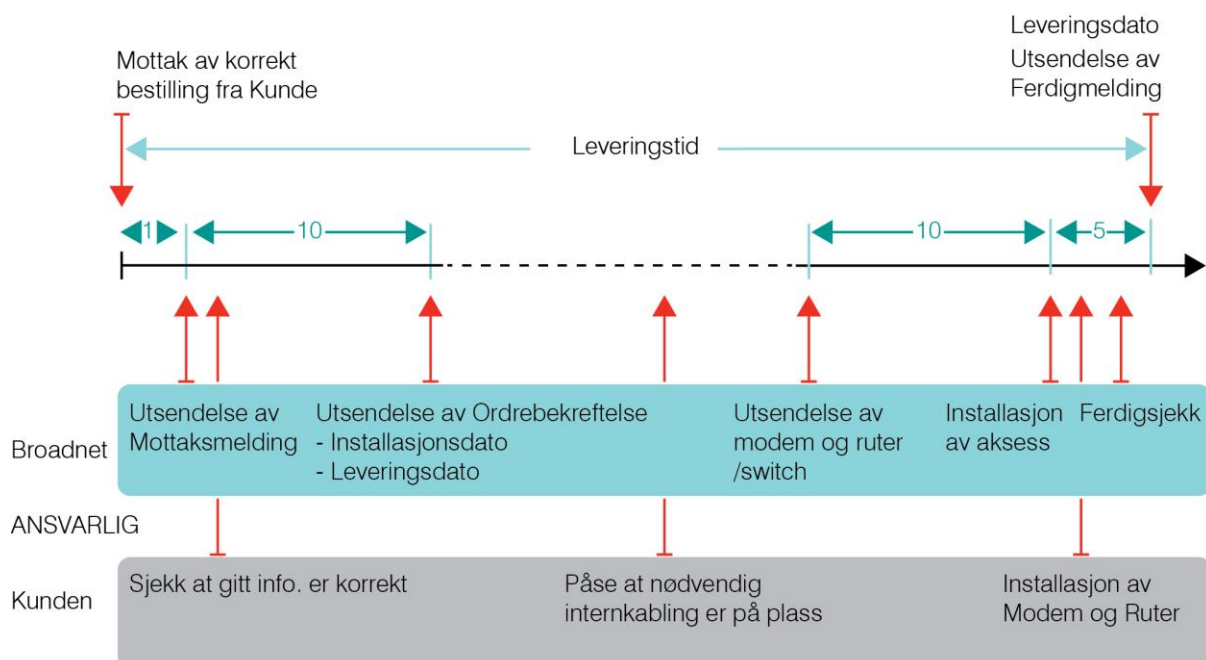 Leveringsdato
Mottak av korrekt
bestilling fra Kunde
Utsendelse av
Ferdigmelding
Leveringstid
1
10
10
5
Broadnet
Utsendelse av
Mottaksmelding
Utsendelse av Ordrebekreftelse
- Installasjonsdato
- Leveringsdato
Utsendelse av
modem og ruter
/switch
Installasjon
av aksess
Ferdigsjekk
ANSVARLIG
Kunden
Sjekk at gitt info. er korrekt
Påse at nødvendig
internkabling er på plass
Installasjon av
Modem og Ruter